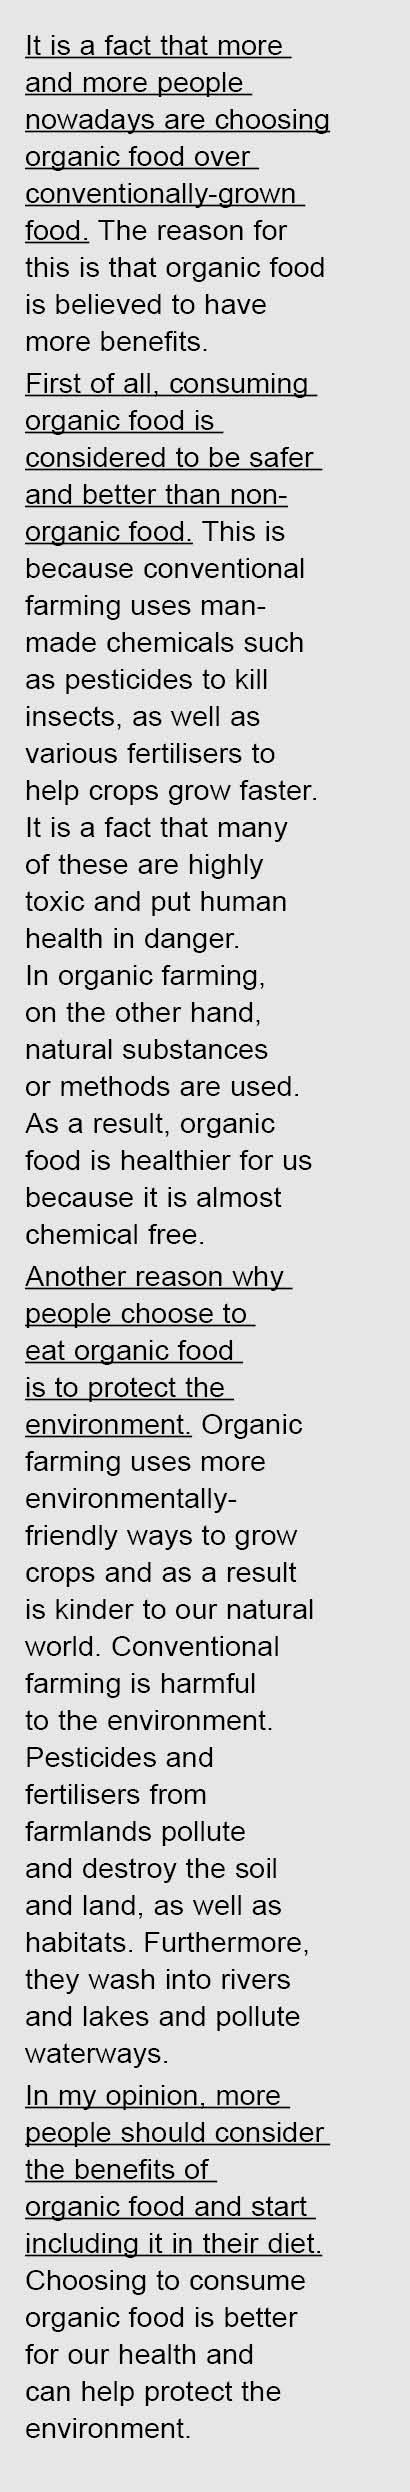 It is a fact that more
and more people
nowadays are choosing
organic food over
conventionally-grown
food. The reason for
this is that organic food
is believed to have
more benefits.
First of all, consuming
organic food is
considered to be safer
and better than non-
organic food. This is
because conventional
farming uses man-
made chemicals such
as pesticides to kill
insects, as well as
various fertilisers to
help crops grow faster.
It is a fact that many
of these are highly
toxic and put human
health in danger.
In organic farming,
on the other hand,
natural substances
or methods are used.
As a result, organic
food is healthier for us
because it is almost
chemical free.
Another reason why
people choose to
eat organic food
is to protect the
environment. Organic
farming uses more
environmentally-
friendly ways to grow
crops and as a result
is kinder to our natural
world. Conventional
farming is harmful
to the environment.
Pesticides and
fertilisers from
farmlands pollute
and destroy the soil
and land, as well as
habitats. Furthermore,
they wash into rivers
and lakes and pollute
waterways.
In my opinion, more
people should consider
the benefits of
organic food and start
including it in their diet.
Choosing to consume
organic food is better
for our health and
can help protect the
environment.